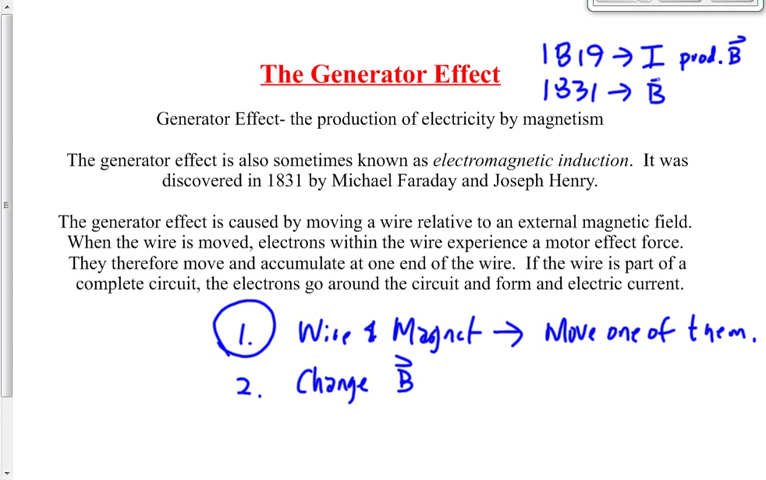 1819 → I prod. B⃗
The Generator Effect
1831 → B⃗
Generator Effect- the production of electricity by magnetism
The generator effect is also sometimes known as electromagnetic induction. It was
discovered in 1831 by Michael Faraday and Joseph Henry.
The generator effect is caused by moving a wire relative to an external magnetic field.
When the wire is moved, electrons within the wire experience a motor effect force.
They therefore move and accumulate at one end of the wire. If the wire is part of a
complete circuit, the electrons go around the circuit and form and electric current.
1. Wire & Magnet → Move one of them.
2. Change B⃗